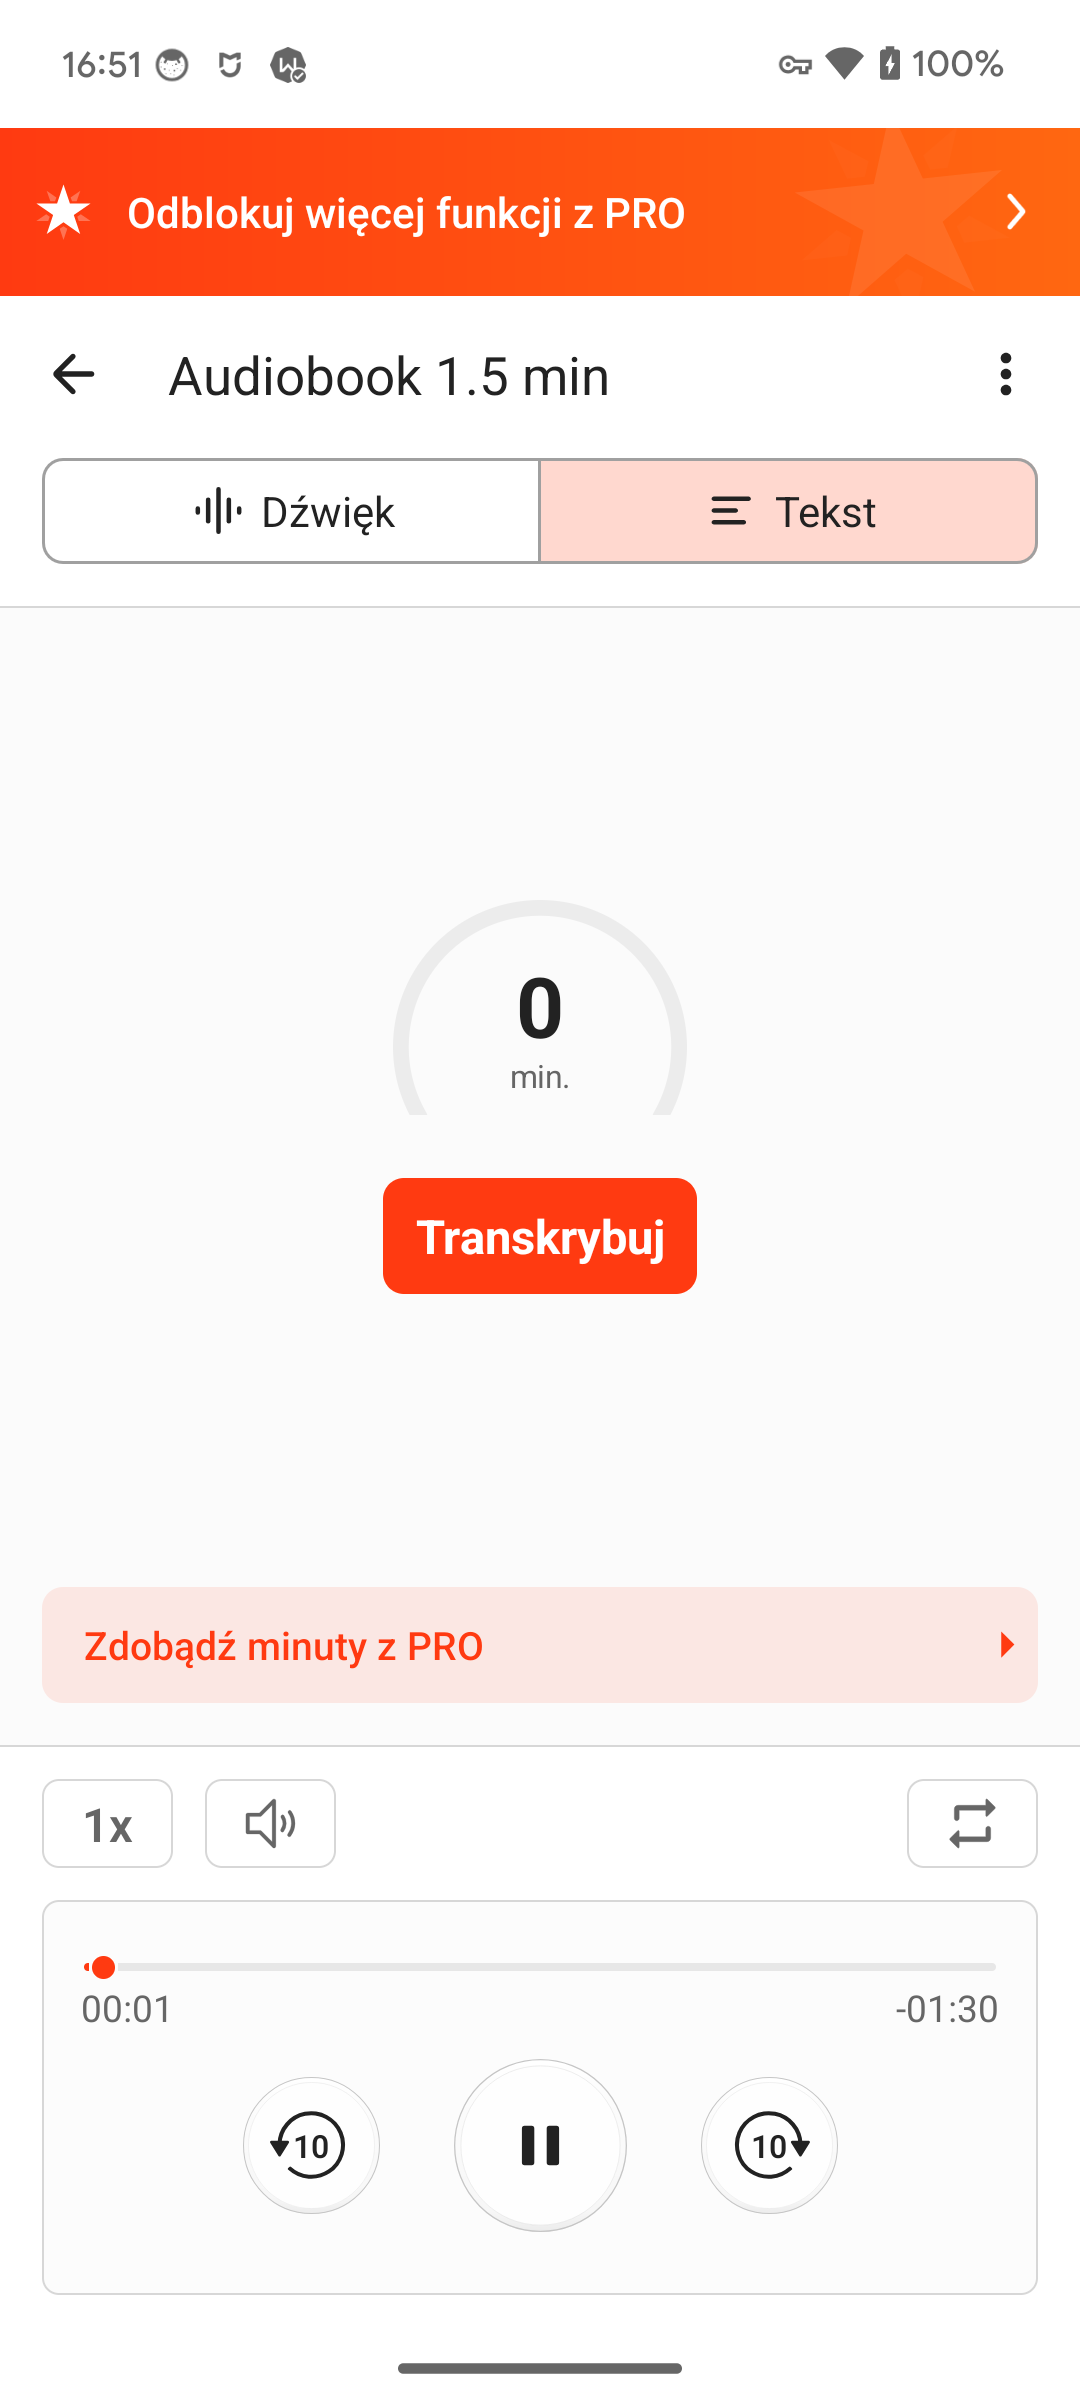 16:51
100%
Odblokuj więcej funkcji z PRO
Audiobook 1.5 min
Dźwięk
Tekst
0
min.
Transkrybuj
Zdobądź minuty z PRO
1x
00:01
-01:30
10
10